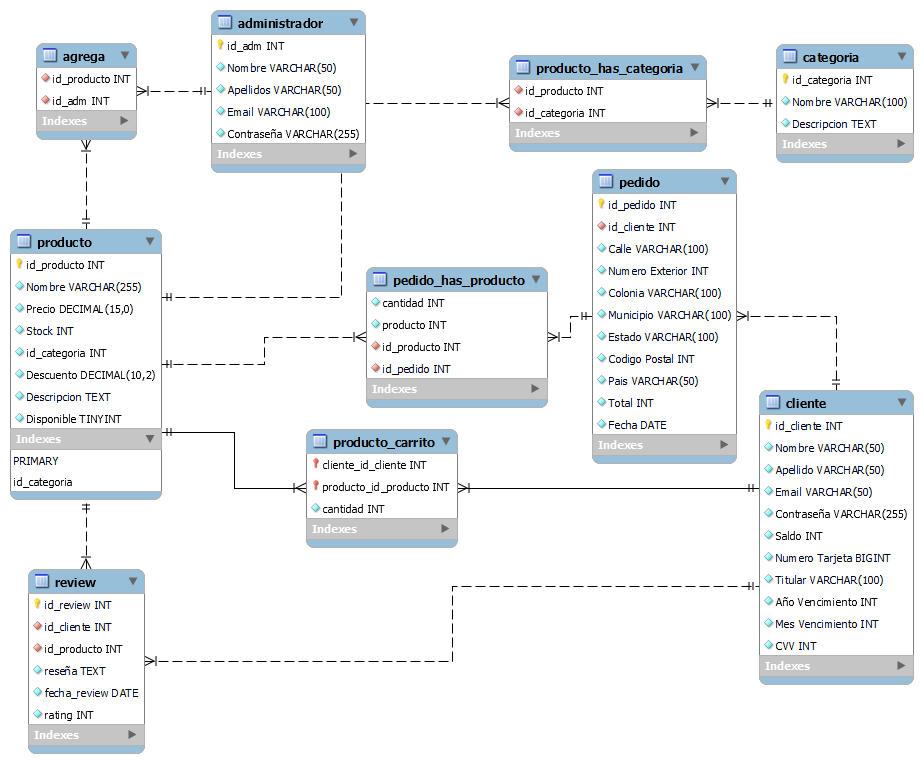 administrador
id_adm INT
Nombre VARCHAR(50)
Apellidos VARCHAR(50)
Email VARCHAR(100)
Contraseña VARCHAR(255)
Indexes
agrega
id_producto INT
id_adm INT
Indexes
producto_has_categoria
id_producto INT
id_categoria INT
Indexes
categoria
id_categoria INT
Nombre VARCHAR(100)
Descripcion TEXT
Indexes
pedido
id_pedido INT
id_cliente INT
Calle VARCHAR(100)
Numero Exterior INT
Colonia VARCHAR(100)
Municipio VARCHAR(100)
Estado VARCHAR(100)
Codigo Postal INT
Pais VARCHAR(50)
Total INT
Fecha DATE
Indexes
producto
id_producto INT
Nombre VARCHAR(255)
Precio DECIMAL(15,0)
Stock INT
id_categoria INT
Descuento DECIMAL(10,2)
Descripcion TEXT
Disponible TINYINT
Indexes
PRIMARY
id_categoria
pedido_has_producto
cantidad INT
producto INT
id_producto INT
id_pedido INT
Indexes
producto_carrito
cliente_id_cliente INT
producto_id_producto INT
cantidad INT
Indexes
cliente
id_cliente INT
Nombre VARCHAR(50)
Apellido VARCHAR(50)
Email VARCHAR(50)
Contraseña VARCHAR(255)
Saldo INT
Numero Tarjeta BIGINT
Titular VARCHAR(100)
Año Vencimiento INT
Mes Vencimiento INT
CVV INT
Indexes
review
id_review INT
id_cliente INT
id_producto INT
reseña TEXT
fecha_review DATE
rating INT
Indexes